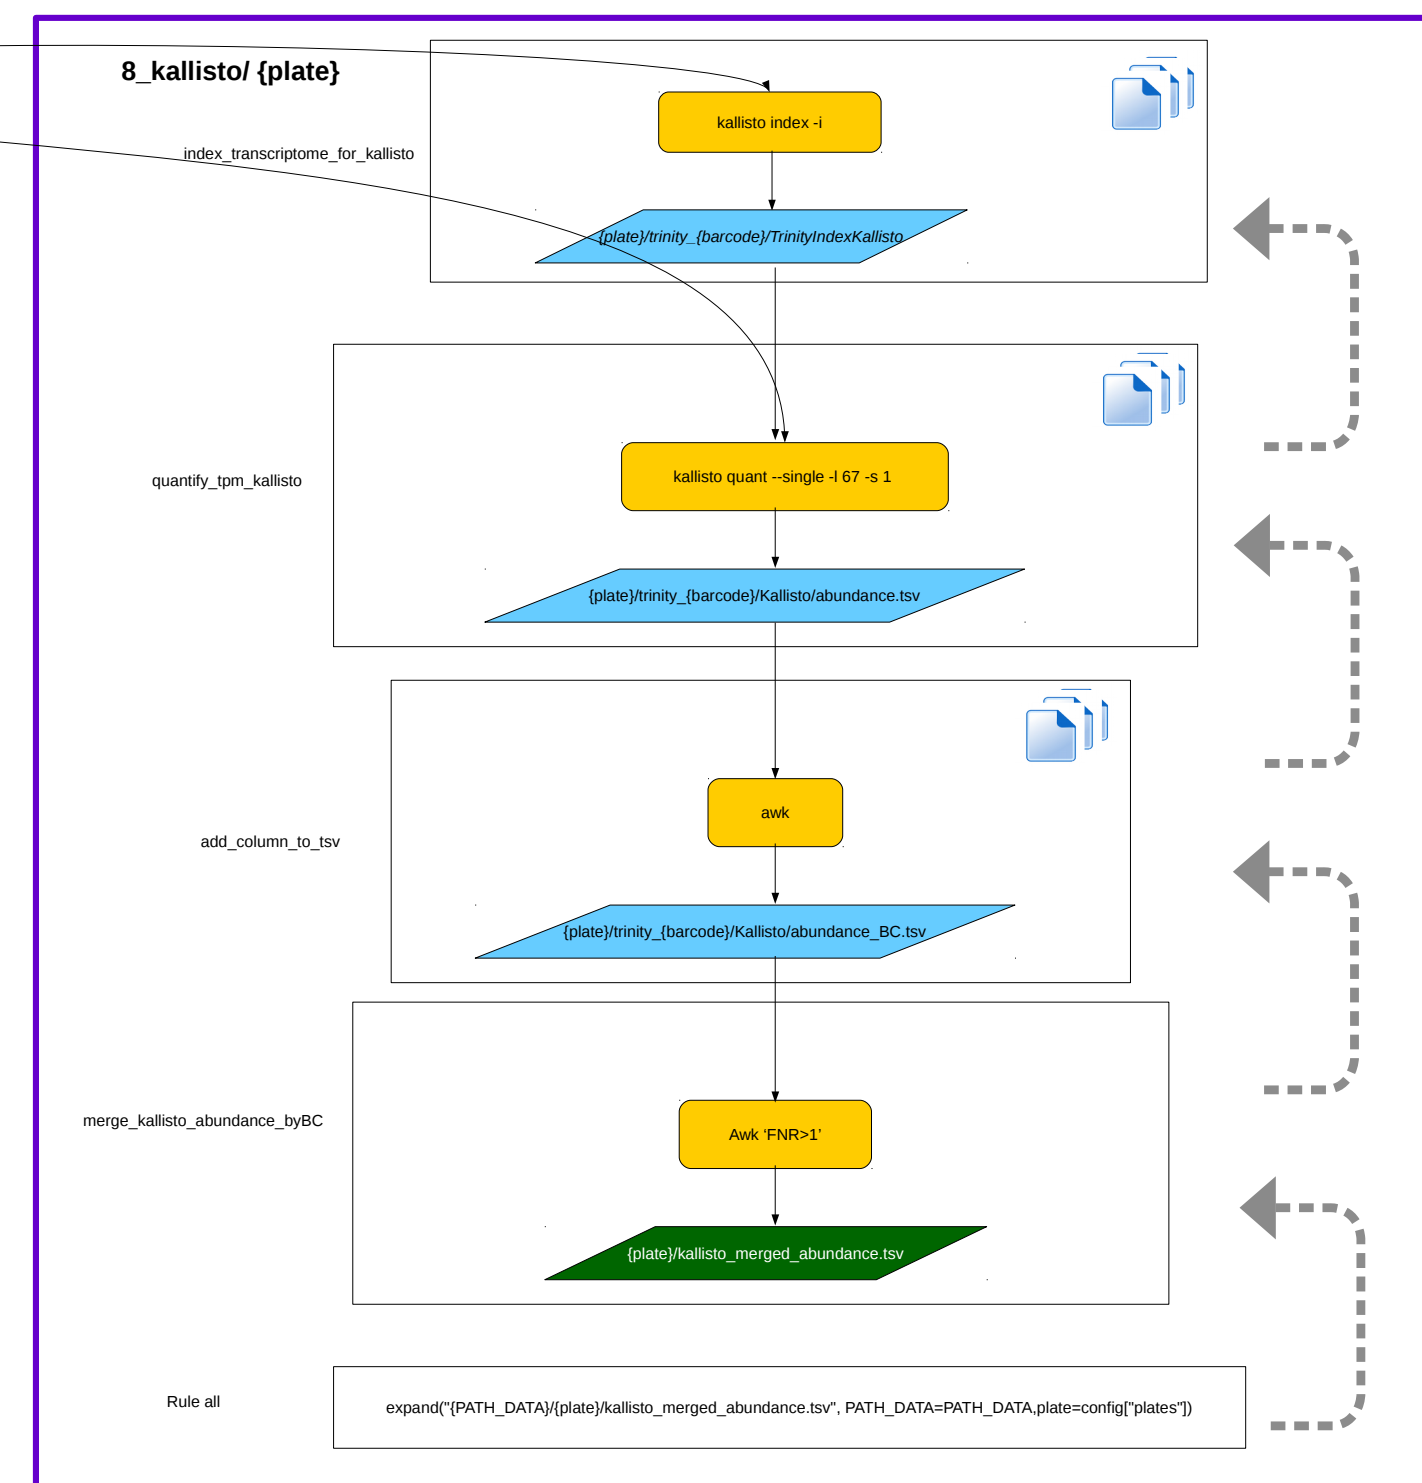 8_kallisto/ {plate}
kallisto index -i
index_transcriptome_for_kallisto
{plate}/trinity_{barcode}/TrinityIndexKallisto
quantify_tpm_kallisto
kallisto quant --single -l 67 -s 1
{plate}/trinity_{barcode}/Kallisto/abundance.tsv
add_column_to_tsv
awk
{plate}/trinity_{barcode}/Kallisto/abundance_BC.tsv
merge_kallisto_abundance_byBC
Awk ‘FNR>1’
{plate}/kallisto_merged_abundance.tsv
Rule all
expand("{PATH_DATA}/{plate}/kallisto_merged_abundance.tsv", PATH_DATA=PATH_DATA,plate=config["plates"])